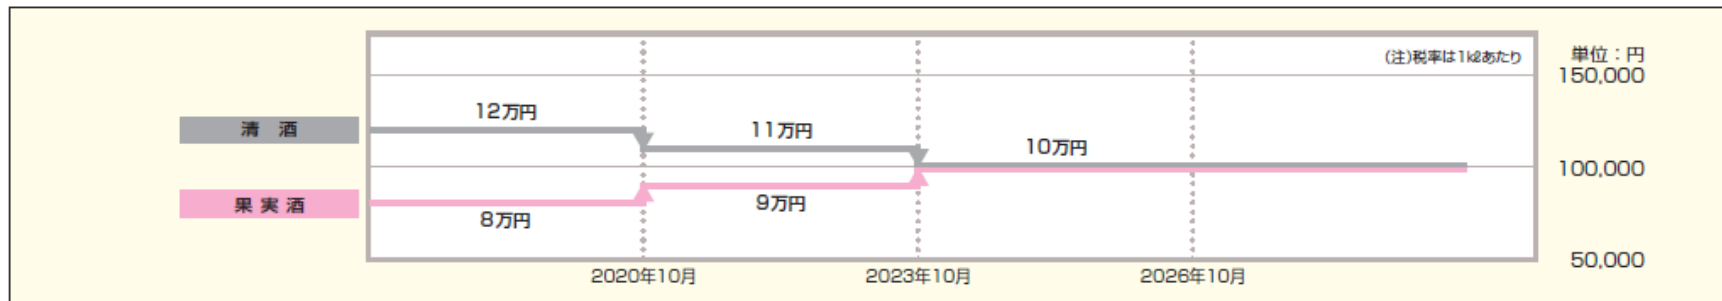 (注)税率は1kℓあたり
単位：円
150,000
12万円
清 酒
11万円
10万円
100,000
果実酒
8万円
9万円
50,000
2020年10月
2023年10月
2026年10月